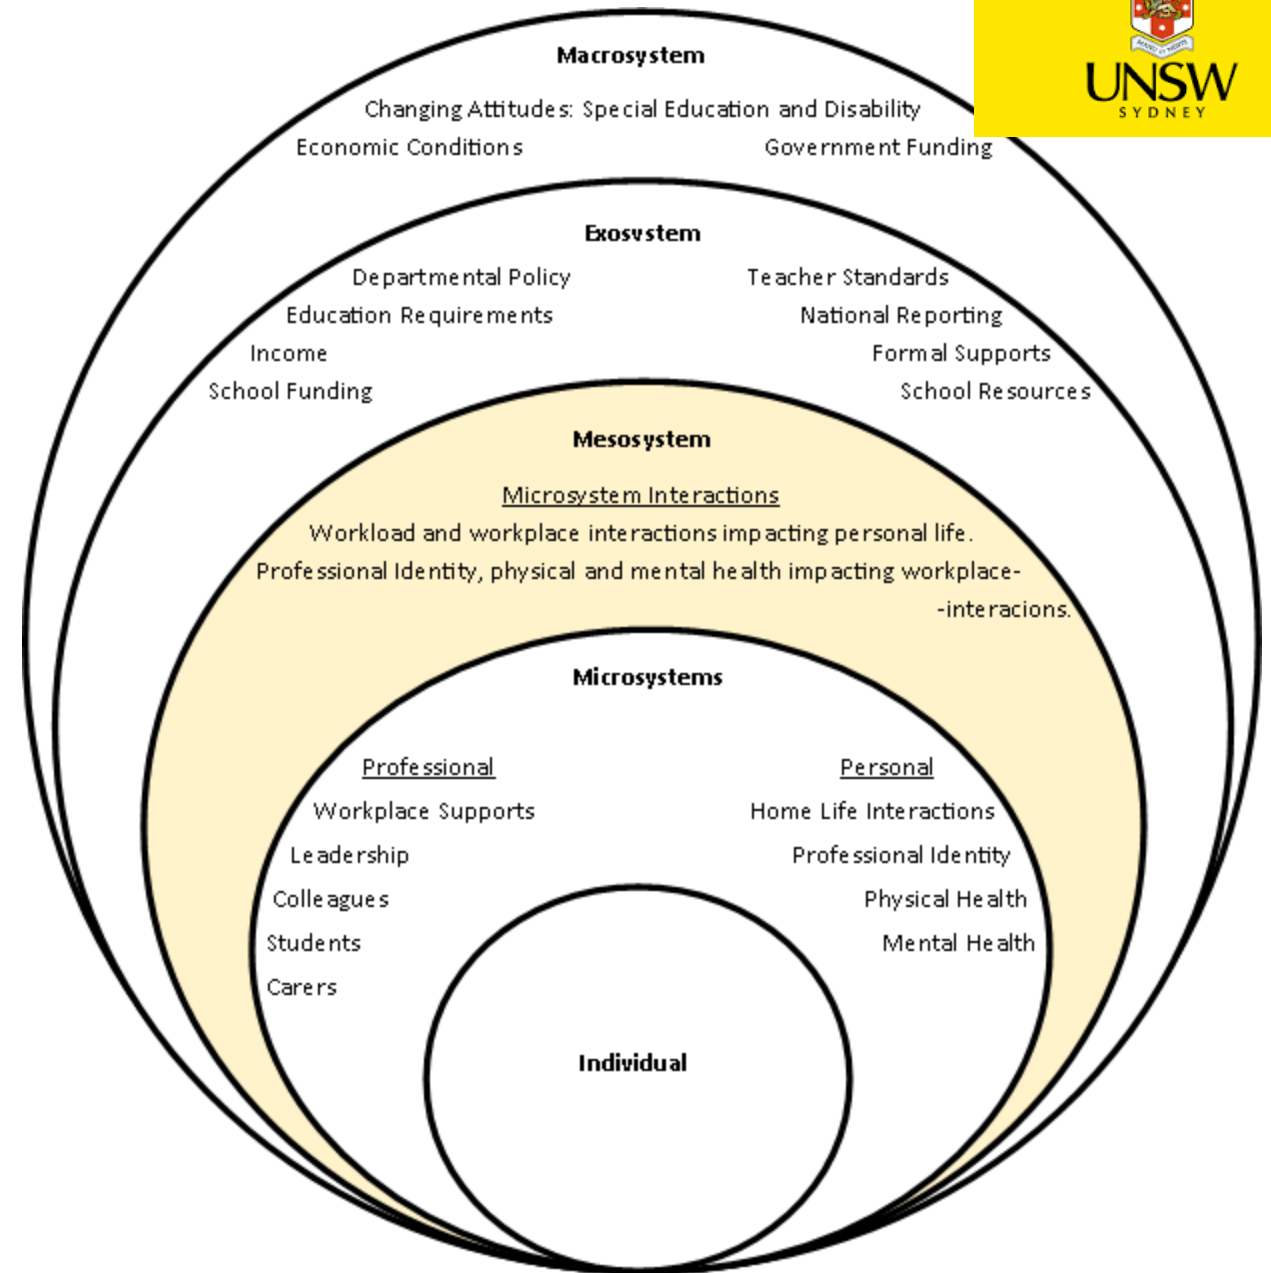 Macrosystem
UNSW
SYDNEY
Changing Attitudes: Special Education and Disability
Economic Conditions Government Funding
Exosystem
Departmental Policy Teacher Standards
Education Requirements National Reporting
Income Formal Supports
School Funding School Resources
Mesosystem
Microsystem Interactions
Workload and workplace interactions impacting personal life.
Professional Identity, physical and mental health impacting workplace-
-interacions.
Microsystems
Professional Personal
Workplace Supports Home Life Interactions
Leadership Professional Identity
Colleagues Physical Health
Students Mental Health
Carers
Individual